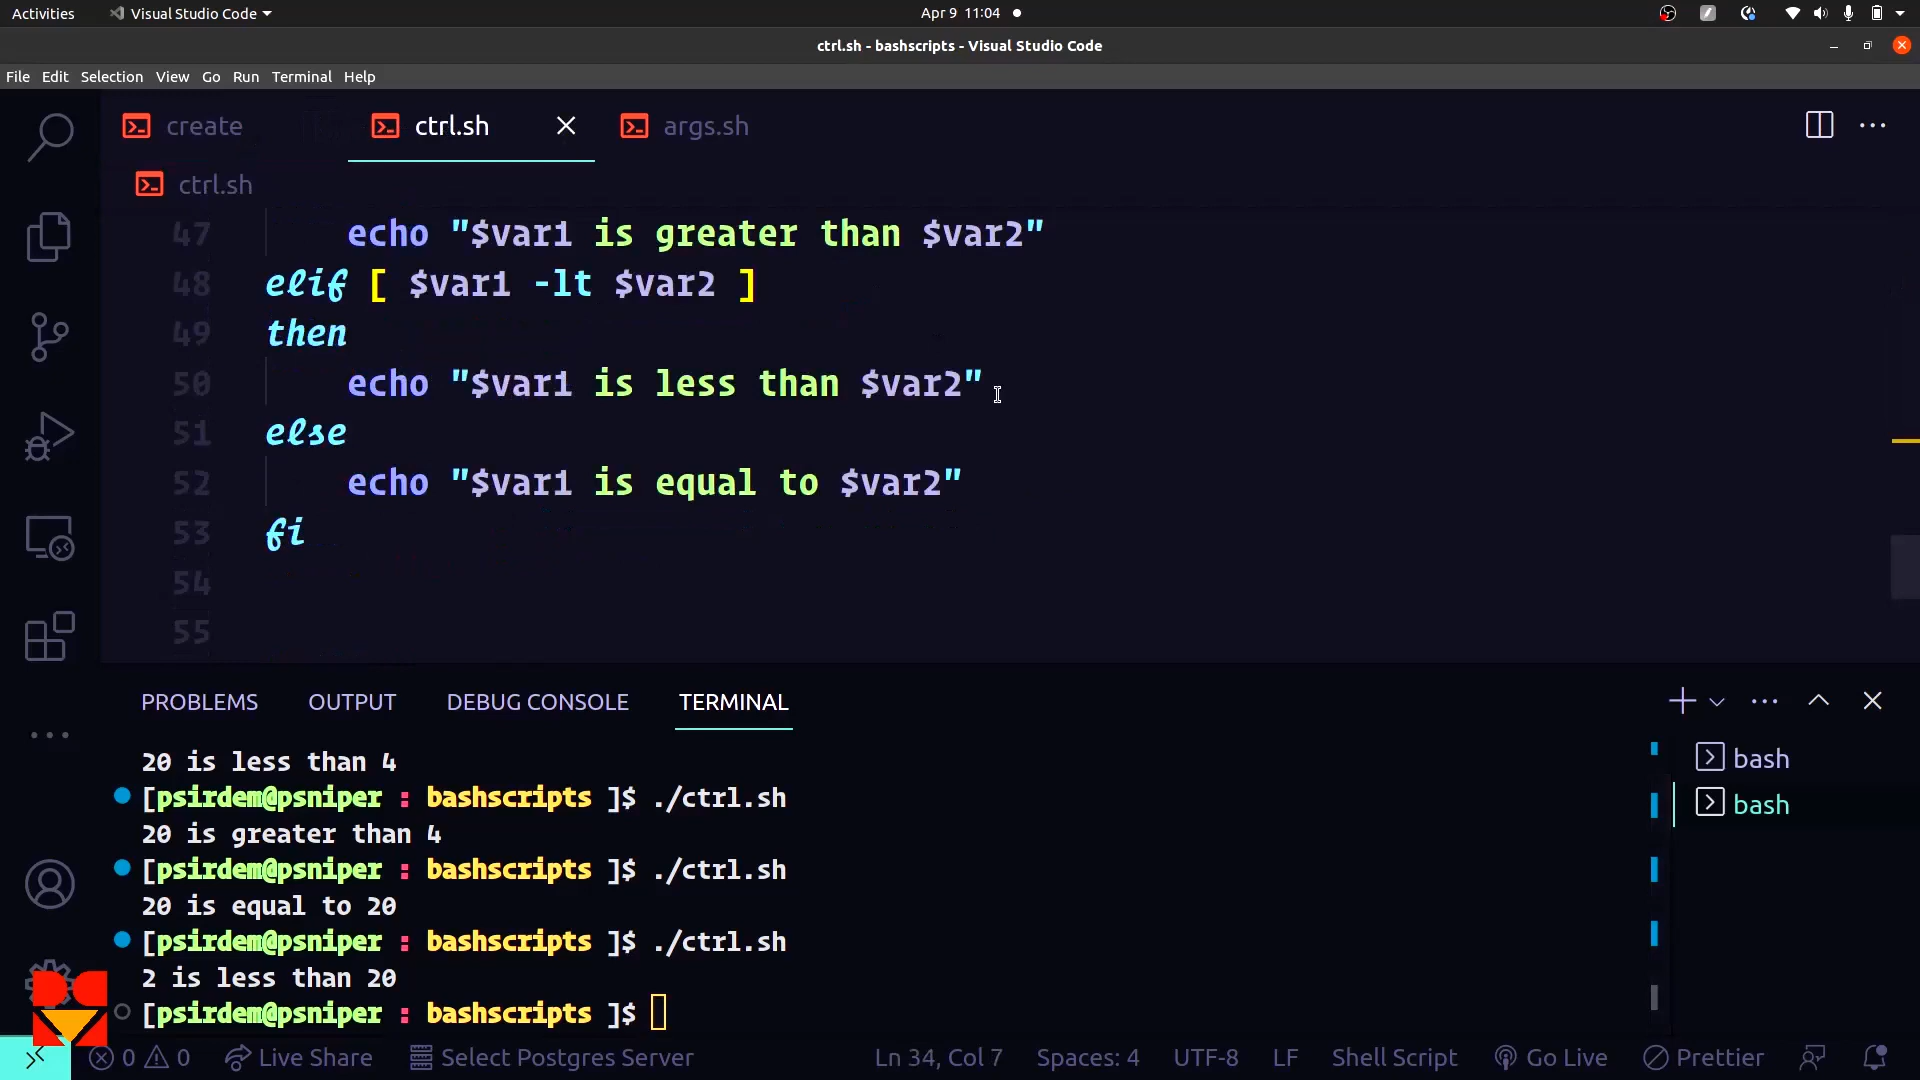 Activities Visual Studio Code Apr 9 11:04
ctrl.sh - bashscripts - Visual Studio Code
File Edit Selection View Go Run Terminal Help
create ctrl.sh args.sh
ctrl.sh
47 echo "$var1 is greater than $var2"
48 elif [ $var1 -lt $var2 ]
49 then
50 echo "$var1 is less than $var2"
51 else
52 echo "$var1 is equal to $var2"
53 fi
54
55
PROBLEMS OUTPUT DEBUG CONSOLE TERMINAL
20 is less than 4
[psirdem@psniper : bashscripts ]$ ./ctrl.sh
20 is greater than 4
[psirdem@psniper : bashscripts ]$ ./ctrl.sh
20 is equal to 20
[psirdem@psniper : bashscripts ]$ ./ctrl.sh
2 is less than 20
[psirdem@psniper : bashscripts ]$
bash
bash
0 0 Live Share Select Postgres Server Ln 34, Col 7 Spaces: 4 UTF-8 LF Shell Script Go Live Prettier